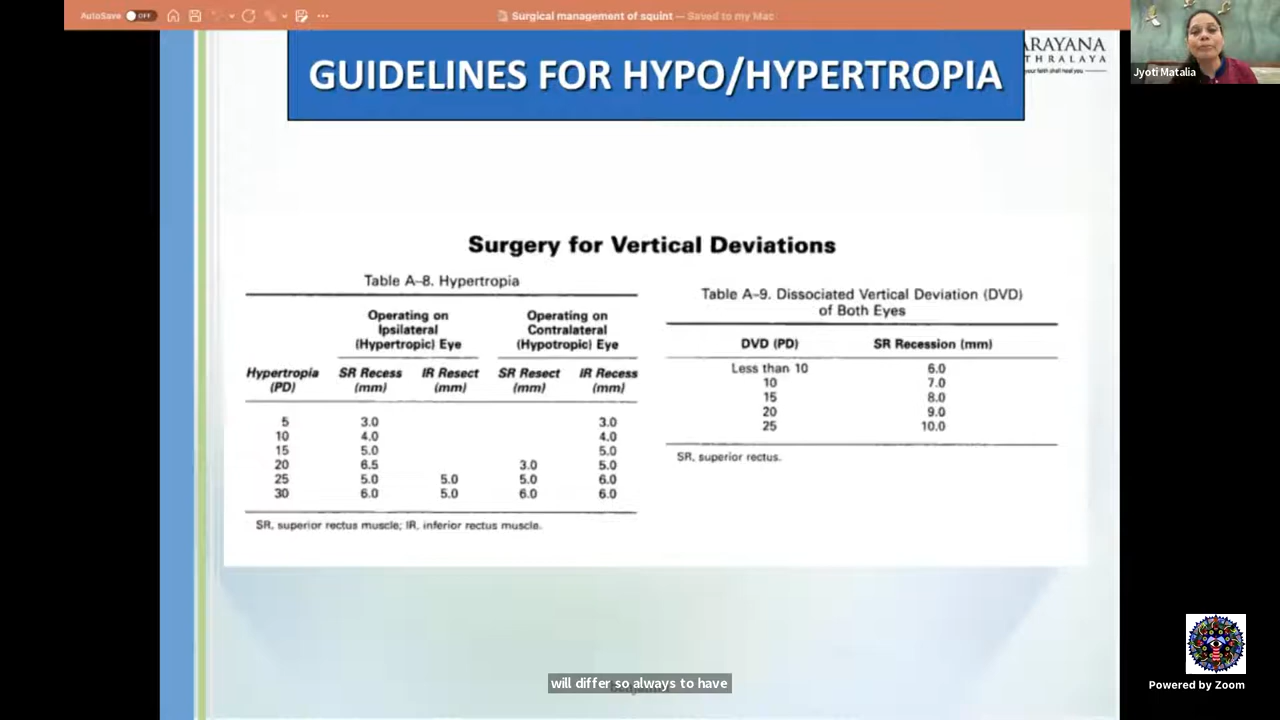 AutoSave OFF
Surgical management of squint — Saved to my Mac
GUIDELINES FOR HYPO/HYPERTROPIA
ARAYANA
THRALAYA
Jyoti Matalia
Surgery for Vertical Deviations
Table A–8. Hypertropia
Operating on Ipsilateral (Hypertropic) Eye
Operating on Contralateral (Hypotropic) Eye
Hypertropia (PD) SR Recess (mm) IR Resect (mm) SR Resect (mm) IR Recess (mm)
5 3.0 3.0
10 4.0 4.0
15 5.0 5.0
20 6.5 3.0 5.0
25 5.0 5.0 5.0 6.0
30 6.0 5.0 6.0 6.0
SR, superior rectus muscle; IR, inferior rectus muscle.
Table A–9. Dissociated Vertical Deviation (DVD)
of Both Eyes
DVD (PD) SR Recession (mm)
Less than 10 6.0
10 7.0
15 8.0
20 9.0
25 10.0
SR, superior rectus.
will differ so always to have
Powered by Zoom